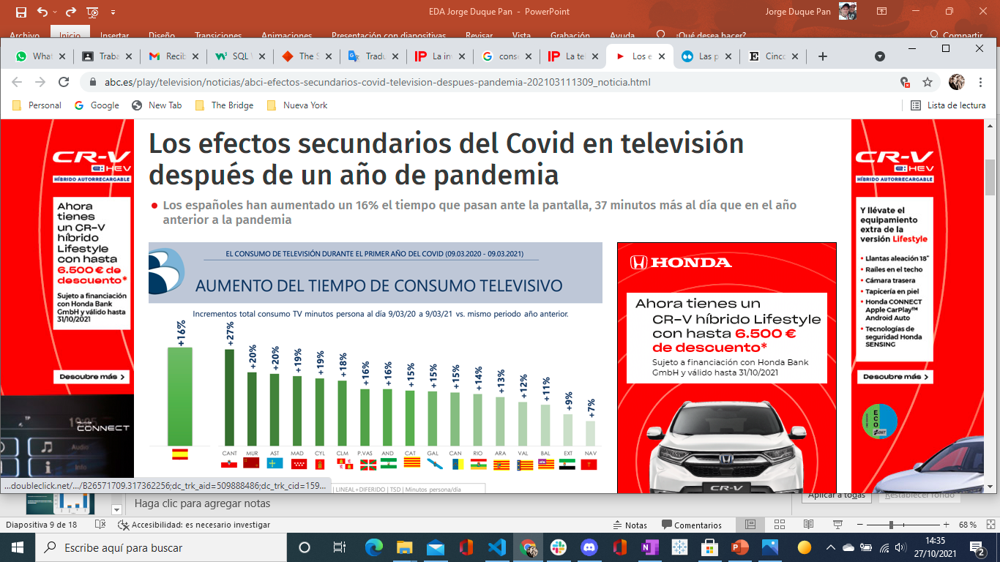 EDA Jorge Duque Pan - PowerPoint
Jorge Duque Pan
Archivo Inicio Insertar Diseño Transiciones Animaciones Presentación con diapositivas Revisar Vista Grabación Ayuda ¿Qué desea hacer? Compartir
What
Traba
Recib
SQL
The S
Tradu
La in
conse
La te
Los e
Las p
Cinco
abc.es/play/television/noticias/abci-efectos-secundarios-covid-television-despues-pandemia-202103111309_noticia.html
Personal
Google
New Tab
The Bridge
Nueva York
Lista de lectura
CR-V
e:HEV
HÍBRIDO AUTORRECARGABLE
Ahora
tienes
un CR-V
híbrido
Lifestyle
con hasta
6.500 € de
descuento*
Sujeto a financiación
con Honda Bank
GmbH y válido hasta
31/10/2021
Descubre más >
CONNECT
Audio
Info
Los efectos secundarios del Covid en televisión
después de un año de pandemia
Los españoles han aumentado un 16% el tiempo que pasan ante la pantalla, 37 minutos más al día que en el año
anterior a la pandemia
EL CONSUMO DE TELEVISIÓN DURANTE EL PRIMER AÑO DEL COVID (09.03.2020 - 09.03.2021)
AUMENTO DEL TIEMPO DE CONSUMO TELEVISIVO
Incrementos total consumo TV minutos persona al día 9/03/20 a 9/03/21 vs. mismo periodo año anterior.
+16%
+27%
+20%
+20%
+19%
+19%
+18%
+16%
+16%
+15%
+15%
+15%
+14%
+13%
+12%
+11%
+9%
+7%
CANT MUR AST MAD CYL CLM P.VAS AND CAT GAL CAN RIO ARA VAL BAL EXT NAV
| LINEAL+DIFERIDO | TSD | Minutos persona/día
HONDA
Ahora tienes un
CR-V híbrido Lifestyle
con hasta 6.500 €
de descuento*
Sujeto a financiación con Honda Bank
GmbH y válido hasta 31/10/2021
CR-V
CR-V
e:HEV
HÍBRIDO AUTORRECARGABLE
Y llévate el
equipamiento
extra de la
versión Lifestyle
• Llantas aleación 18"
• Raíles en el techo
• Cámara trasera
• Tapicería en piel
• Honda CONNECT
Apple CarPlay™
Android Auto
• Tecnologías de
seguridad Honda
SENSING
Descubre más >
ECO
...doubleclick.net/.../B26571709.317362256;dc_trk_aid=509888486;dc_trk_cid=159...
Haga clic para agregar notas
Aplicar a todas
Restablecer fondo
Diapositiva 9 de 18
Accesibilidad: es necesario investigar
Notas
Comentarios
68 %
Escribe aquí para buscar
14:35
27/10/2021
2